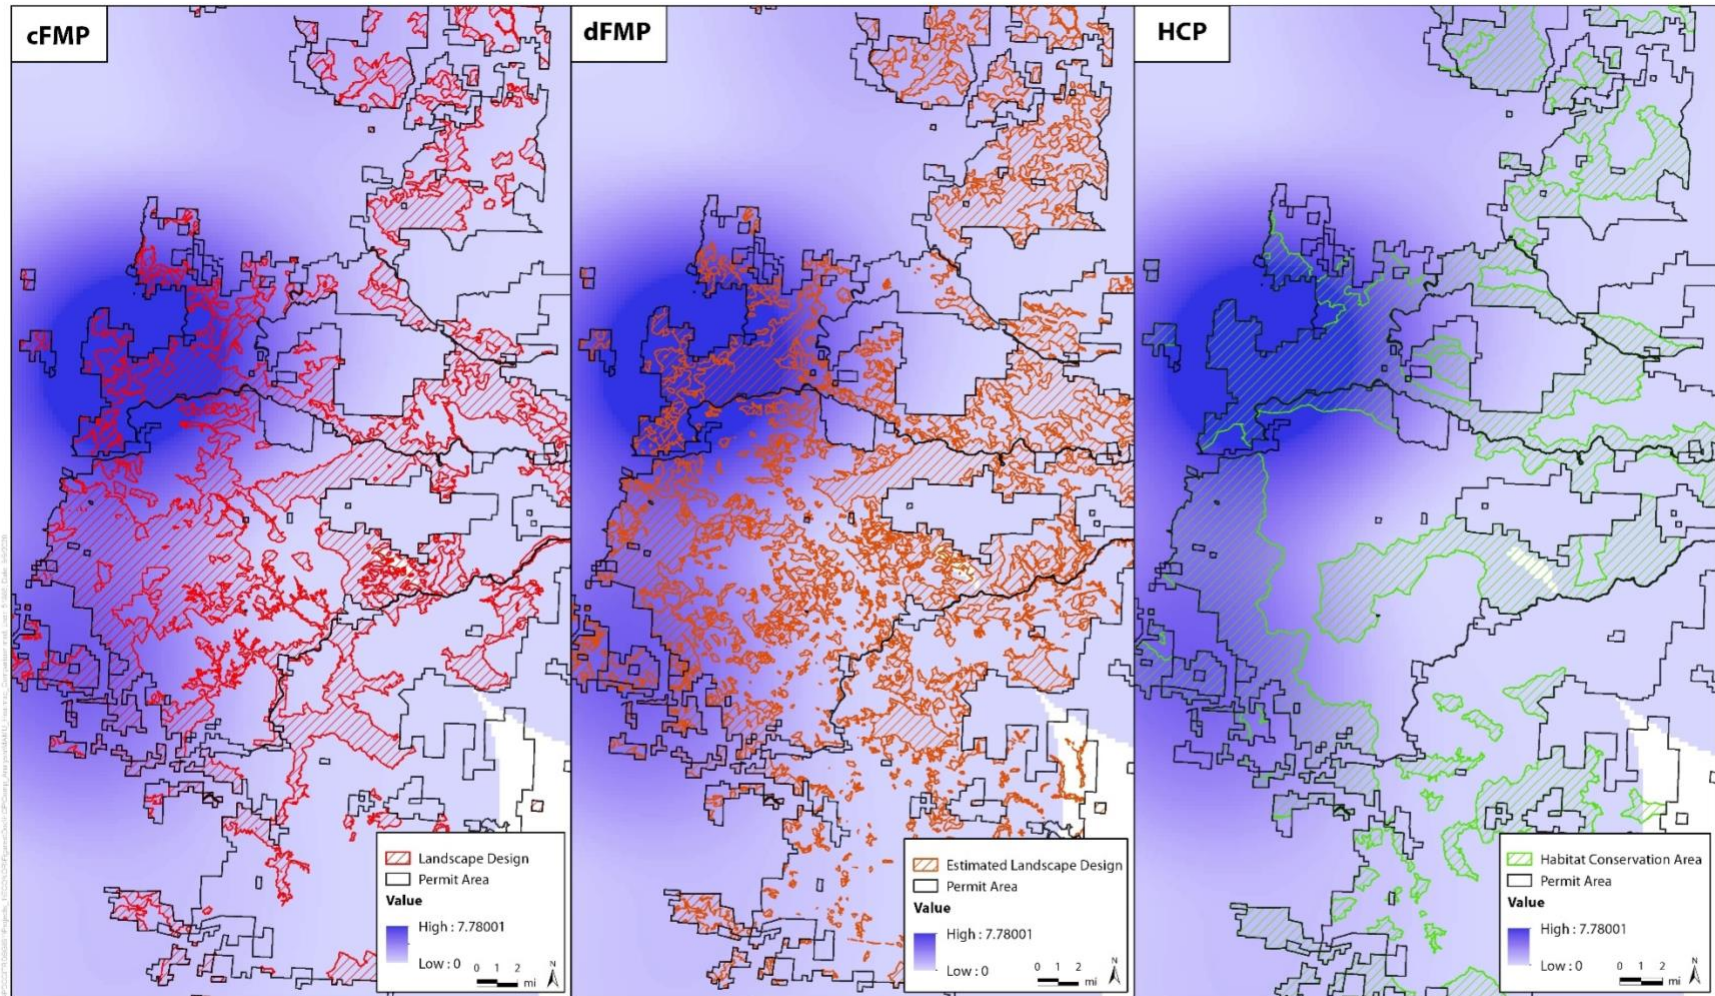 cFMP
Landscape Design
Permit Area
Value
High : 7.78001
Low : 0
0 1 2
mi
N
dFMP
Estimated Landscape Design
Permit Area
Value
High : 7.78001
Low : 0
0 1 2
mi
N
HCP
Habitat Conservation Area
Permit Area
Value
High : 7.78001
Low : 0
0 1 2
mi
N